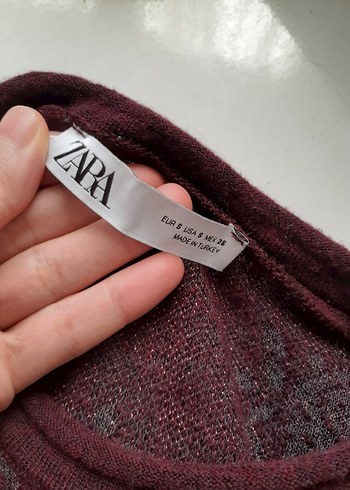 ZARA
EUR S USA S MEX 26
MADE IN TURKEY